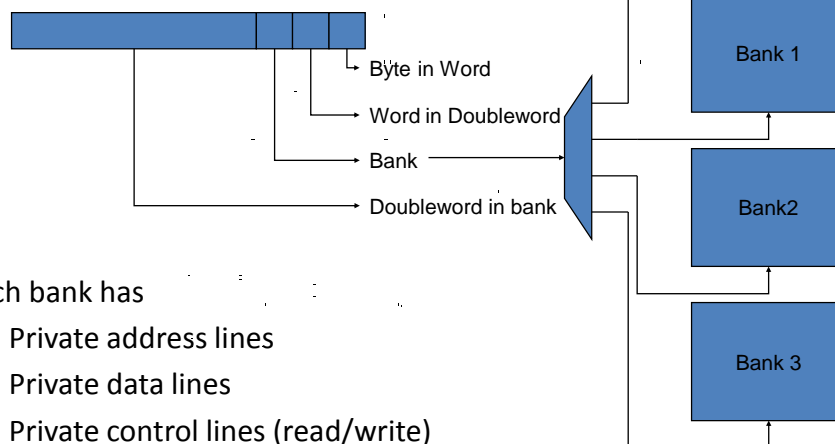 Bank 1
Byte in Word
Word in Doubleword
Bank
Doubleword in bank
Bank2
ch bank has
Private address lines
Private data lines
Bank 3
Private control lines (read/write)